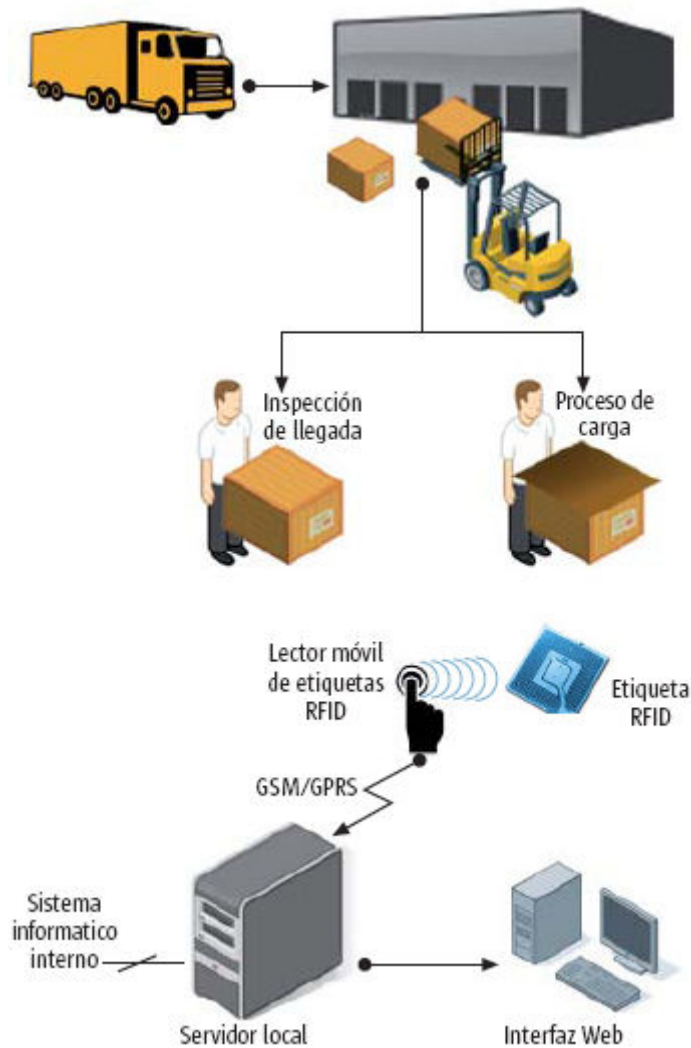 Inspección
de llegada
Proceso de
carga
Lector móvil
de etiquetas
RFID
Etiqueta
RFID
GSM/GPRS
Sistema
informatico
interno
Servidor local
Interfaz Web